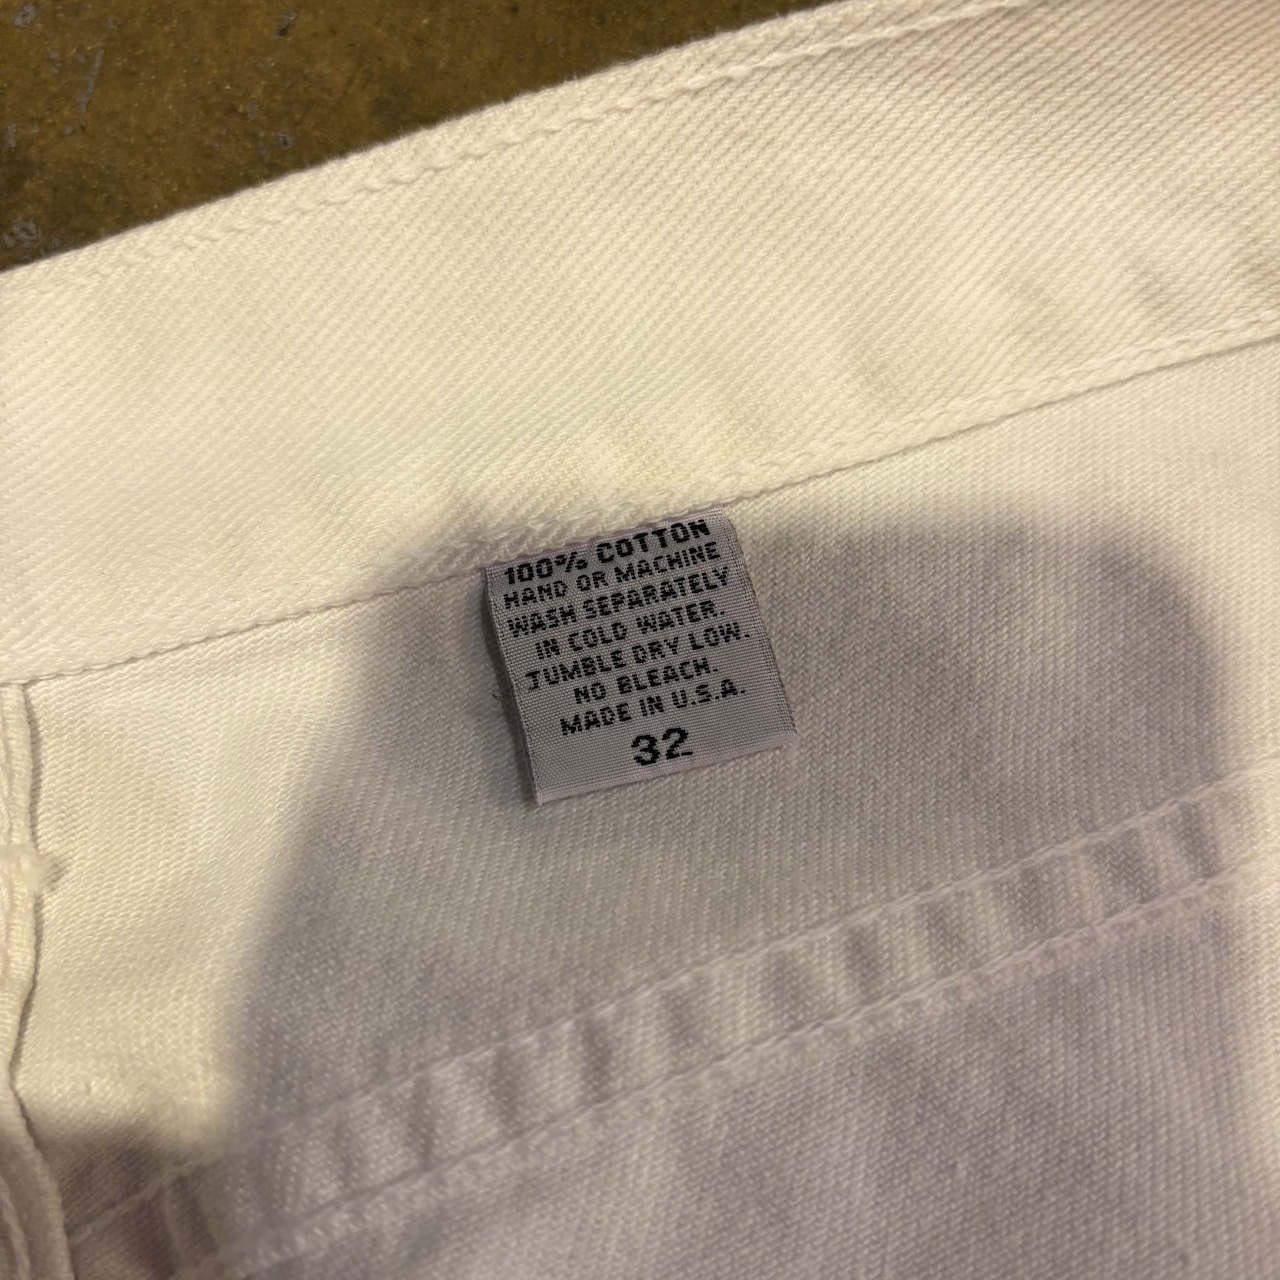 100% COTTON
HAND OR MACHINE
WASH SEPARATELY
IN COLD WATER.
TUMBLE DRY LOW.
NO BLEACH.
MADE IN U.S.A.
32